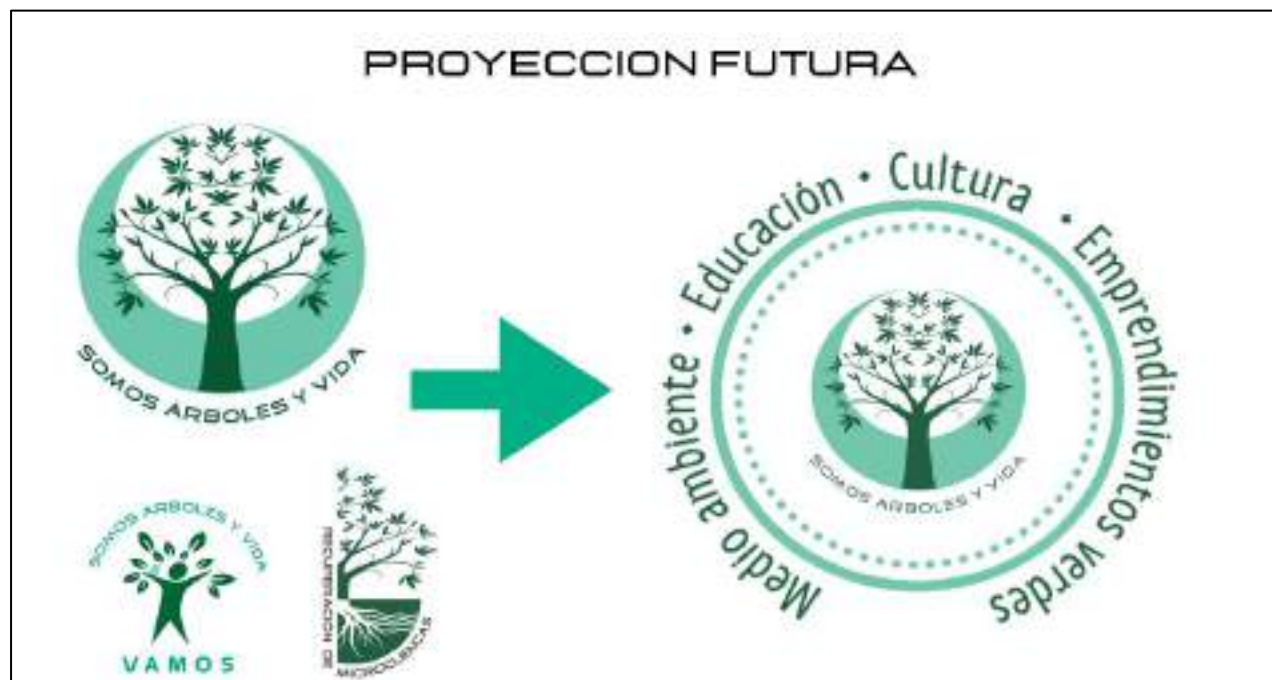 PROYECCION FUTURA
SOMOS ARBOLES Y VIDA
SOMOS ARBOLES Y VIDA
VAMOS
RECUPERACION DE
MICROCUENCAS
Medio ambiente · Educación · Cultura · Emprendimientos verdes
SOMOS ARBOLES Y VIDA